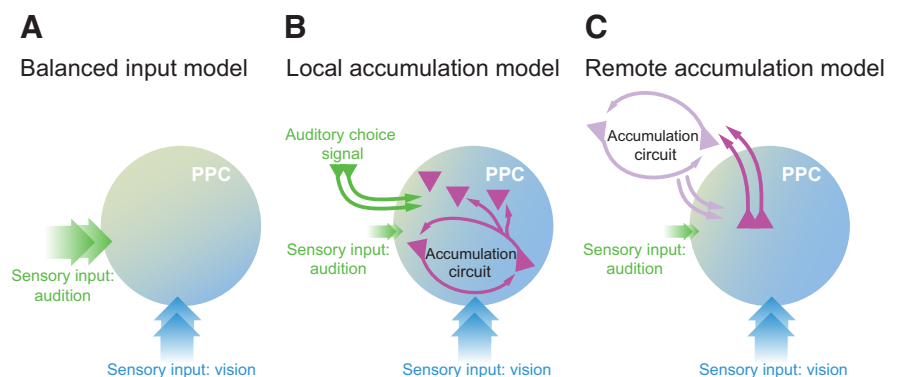 A
Balanced input model
PPC
Sensory input:
audition
Sensory input: vision
B
Local accumulation model
Auditory choice
signal
PPC
Sensory input:
audition
Accumulation
circuit
Sensory input: vision
C
Remote accumulation model
Accumulation
circuit
PPC
Sensory input:
audition
Sensory input: vision